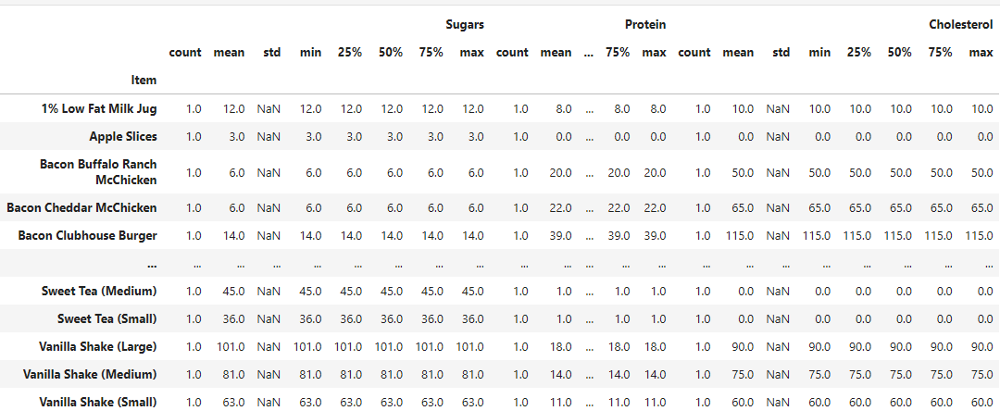 Sugars Protein Cholesterol
count mean std min 25% 50% 75% max count mean ... 75% max count mean std min 25% 50% 75% max
Item
1% Low Fat Milk Jug 1.0 12.0 NaN 12.0 12.0 12.0 12.0 12.0 1.0 8.0 ... 8.0 8.0 1.0 10.0 NaN 10.0 10.0 10.0 10.0 10.0
Apple Slices 1.0 3.0 NaN 3.0 3.0 3.0 3.0 3.0 1.0 0.0 ... 0.0 0.0 1.0 0.0 NaN 0.0 0.0 0.0 0.0 0.0
Bacon Buffalo Ranch
McChicken 1.0 6.0 NaN 6.0 6.0 6.0 6.0 6.0 1.0 20.0 ... 20.0 20.0 1.0 50.0 NaN 50.0 50.0 50.0 50.0 50.0
Bacon Cheddar McChicken 1.0 6.0 NaN 6.0 6.0 6.0 6.0 6.0 1.0 22.0 ... 22.0 22.0 1.0 65.0 NaN 65.0 65.0 65.0 65.0 65.0
Bacon Clubhouse Burger 1.0 14.0 NaN 14.0 14.0 14.0 14.0 14.0 1.0 39.0 ... 39.0 39.0 1.0 115.0 NaN 115.0 115.0 115.0 115.0 115.0
... ... ... ... ... ... ... ... ... ... ... ... ... ... ... ... ... ... ... ... ... ...
Sweet Tea (Medium) 1.0 45.0 NaN 45.0 45.0 45.0 45.0 45.0 1.0 1.0 ... 1.0 1.0 1.0 0.0 NaN 0.0 0.0 0.0 0.0 0.0
Sweet Tea (Small) 1.0 36.0 NaN 36.0 36.0 36.0 36.0 36.0 1.0 1.0 ... 1.0 1.0 1.0 0.0 NaN 0.0 0.0 0.0 0.0 0.0
Vanilla Shake (Large) 1.0 101.0 NaN 101.0 101.0 101.0 101.0 101.0 1.0 18.0 ... 18.0 18.0 1.0 90.0 NaN 90.0 90.0 90.0 90.0 90.0
Vanilla Shake (Medium) 1.0 81.0 NaN 81.0 81.0 81.0 81.0 81.0 1.0 14.0 ... 14.0 14.0 1.0 75.0 NaN 75.0 75.0 75.0 75.0 75.0
Vanilla Shake (Small) 1.0 63.0 NaN 63.0 63.0 63.0 63.0 63.0 1.0 11.0 ... 11.0 11.0 1.0 60.0 NaN 60.0 60.0 60.0 60.0 60.0